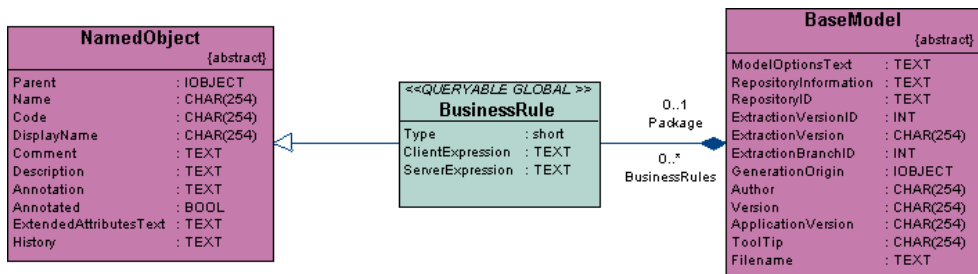 NamedObject
{abstract}
Parent : IOBJECT
Name : CHAR(254)
Code : CHAR(254)
DisplayName : CHAR(254)
Comment : TEXT
Description : TEXT
Annotation : TEXT
Annotated : BOOL
ExtendedAttributesText : TEXT
History : TEXT
<<QUERYABLE GLOBAL >>
BusinessRule
Type : short
ClientExpression : TEXT
ServerExpression : TEXT
0..1
Package
0..*
BusinessRules
BaseModel
{abstract}
ModelOptionsText : TEXT
RepositoryInformation : TEXT
RepositoryID : TEXT
ExtractionVersionID : INT
ExtractionVersion : CHAR(254)
ExtractionBranchID : INT
GenerationOrigin : IOBJECT
Author : CHAR(254)
Version : CHAR(254)
ApplicationVersion : CHAR(254)
ToolTip : CHAR(254)
Filename : TEXT